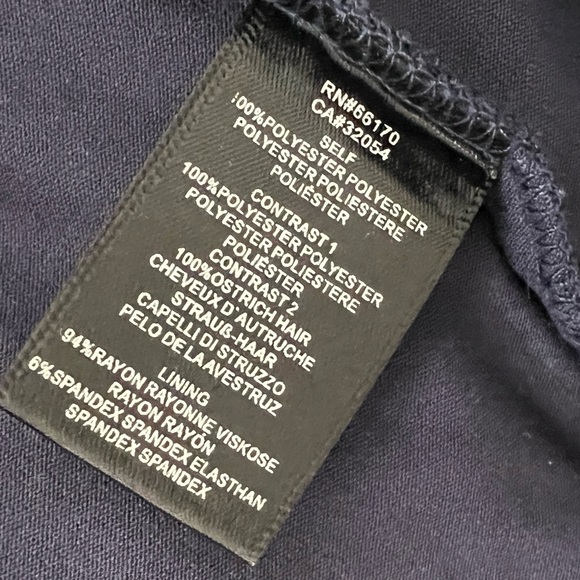 RN#66170
CA#32054
SELF
100%POLYESTER POLYESTER
POLYESTER POLIESTERE
POLIÉSTER
CONTRAST 1
100%POLYESTER POLYESTER
POLYESTER POLIESTERE
POLIÉSTER
CONTRAST 2
100%OSTRICH HAIR
CHEVEUX D'AUTRUCHE
STRAUß-HAAR
CAPELLI DI STRUZZO
PELO DE LA AVESTRUZ
LINING
94%RAYON RAYONNE VISKOSE
RAYON RAYÓN
6%SPANDEX SPANDEX ELASTHAN
SPANDEX SPANDEX